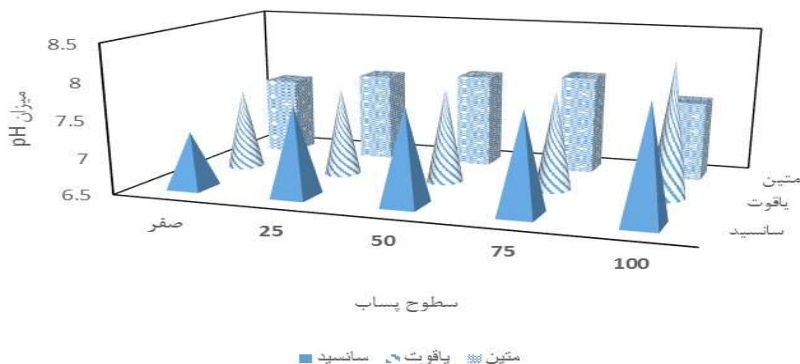 8.5
8
7.5
7
6.5
میزان pH
صفر
25
50
75
100
متین
یاقوت
سانسید
سطوح پساب
سانسید یاقوت متین